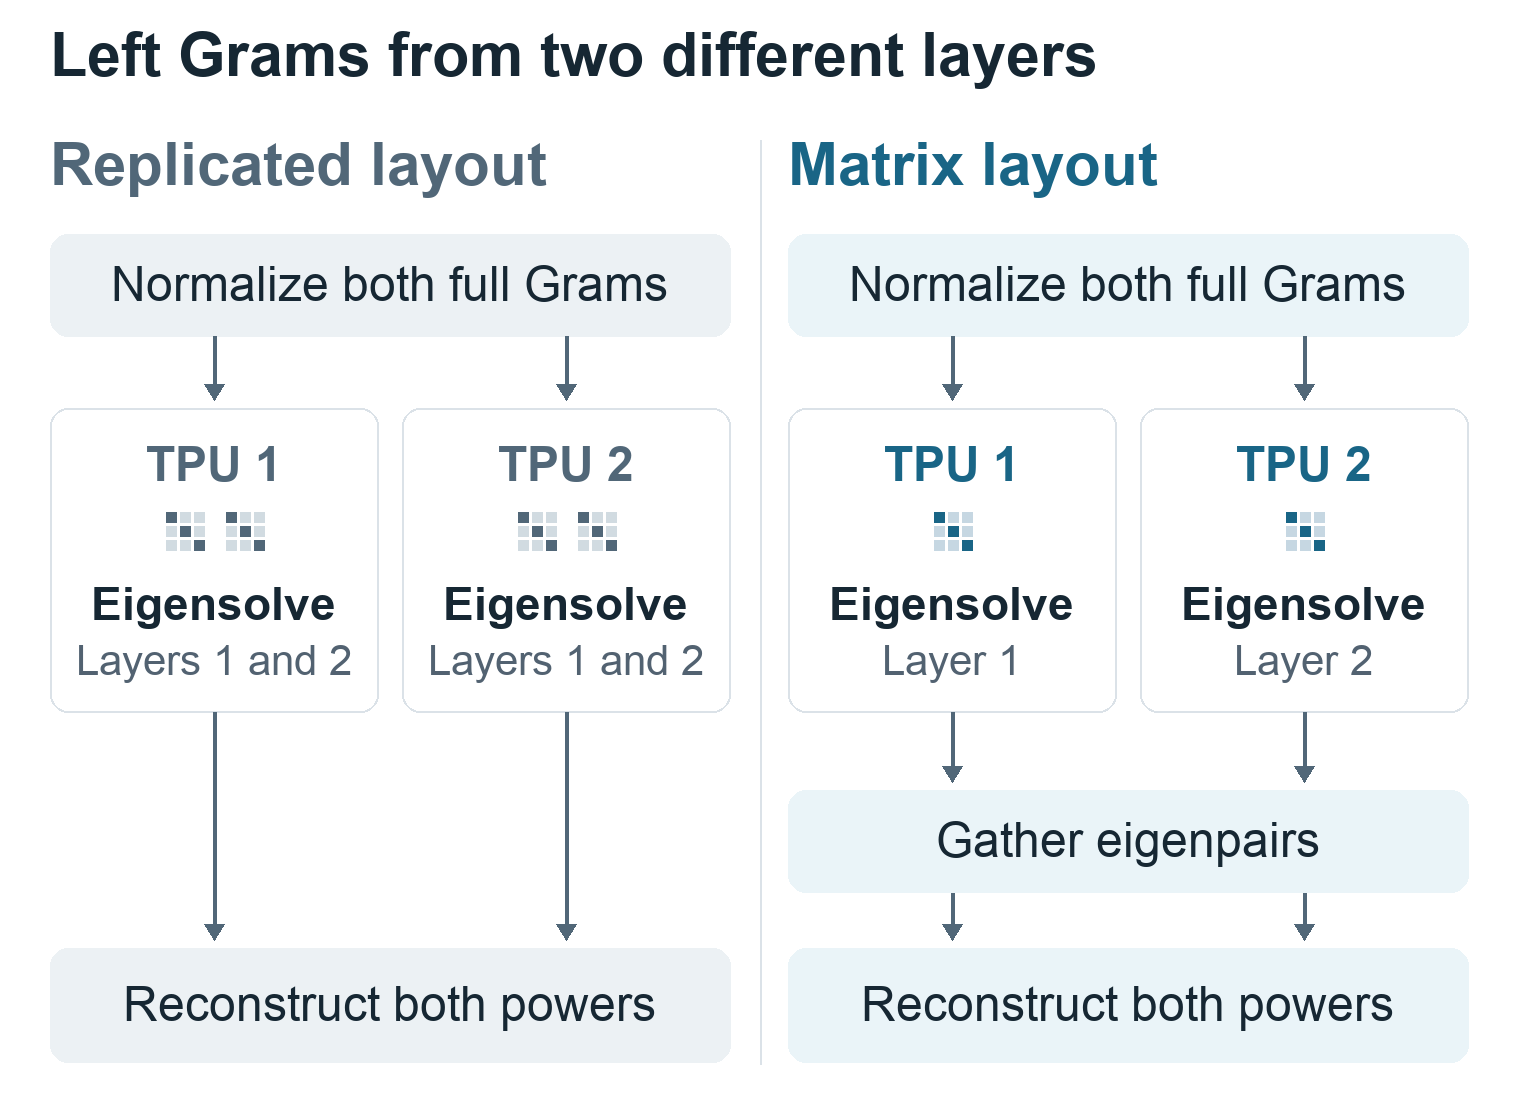 Left Grams from two different layers
Replicated layout
Normalize both full Grams
TPU 1
Eigensolve
Layers 1 and 2
TPU 2
Eigensolve
Layers 1 and 2
Reconstruct both powers
Matrix layout
Normalize both full Grams
TPU 1
Eigensolve
Layer 1
TPU 2
Eigensolve
Layer 2
Gather eigenpairs
Reconstruct both powers